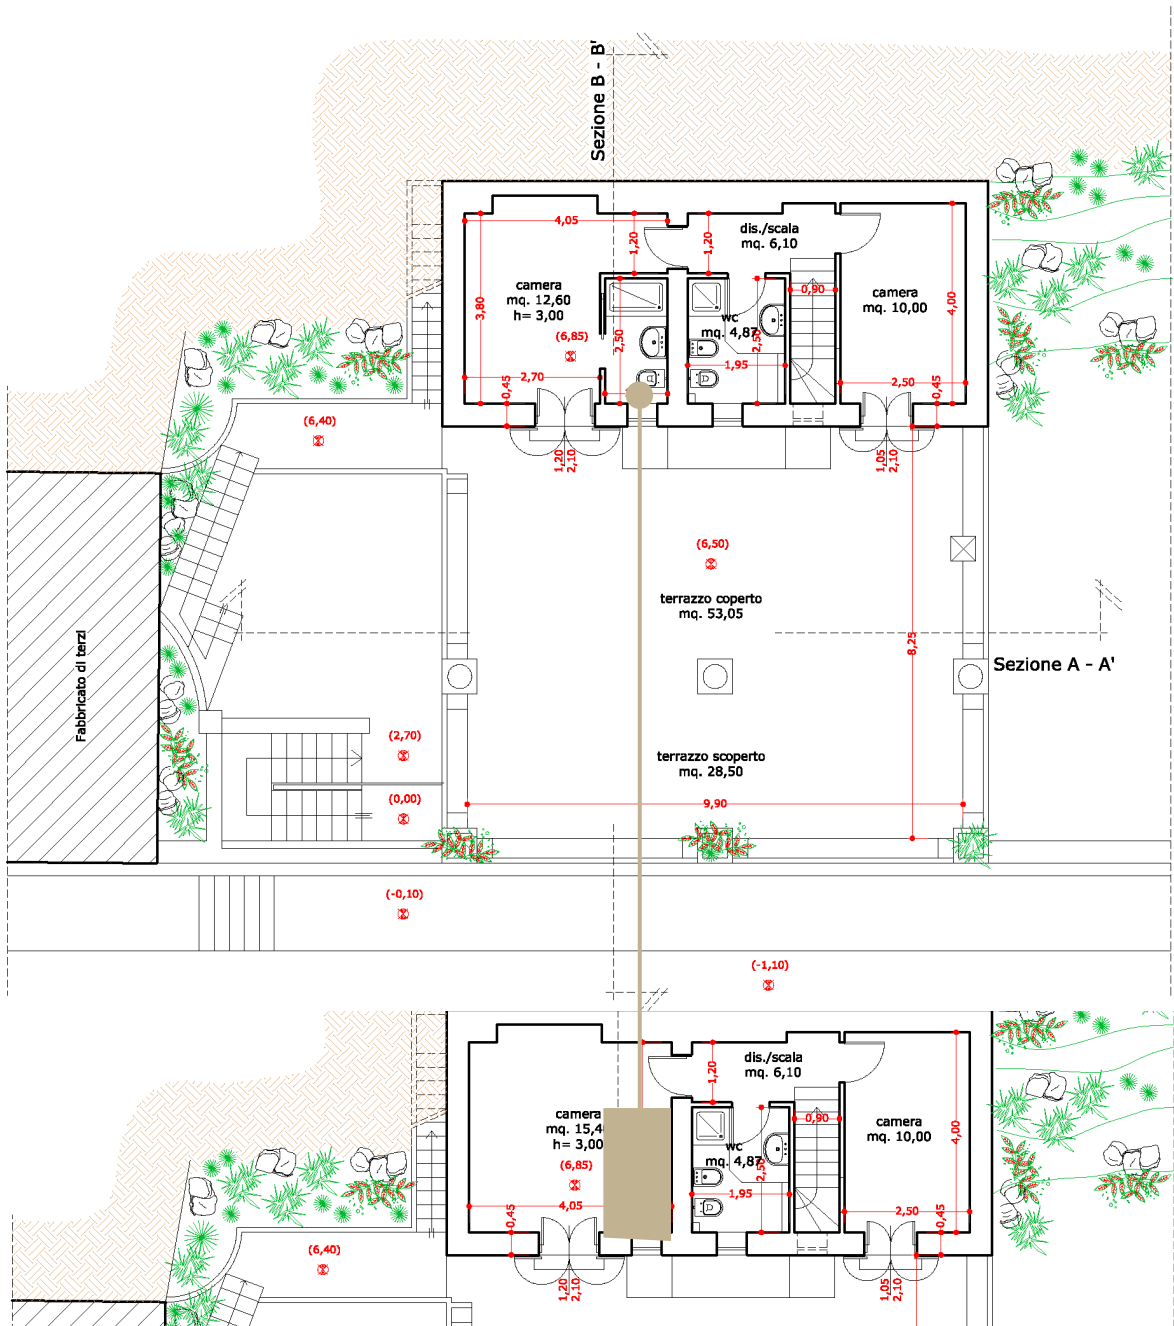 Sezione B - B'
4,05
1,20
1,20
dis./scala
mq. 6,10
camera
mq. 12,60
h= 3,00
3,80
0,90
camera
mq. 10,00
4,00
(6,85)
2,50
wc
mq. 4,87
2,50
2,70
1,95
2,50
0,45
0,45
(6,40)
1,20
2,10
1,05
2,10
(6,50)
terrazzo coperto
mq. 53,05
8,25
Fabbricato di terzi
Sezione A - A'
(2,70)
terrazzo scoperto
mq. 28,50
(0,00)
9,90
(-0,10)
(-1,10)
dis./scala
mq. 6,10
1,20
camera
h= 3,00
0,90
camera
mq. 10,00
4,00
wc
mq. 4,87
2,50
(6,85)
4,05
1,95
2,50
0,45
0,45
(6,40)
1,20
2,10
1,05
2,10